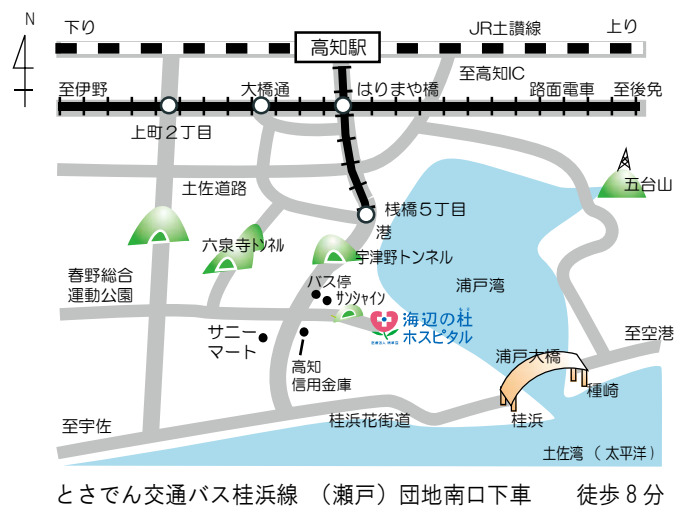 N
下り
JR土讃線
上り
高知駅
至高知IC
至伊野
大橋通
はりまや橋
路面電車
至後免
上町２丁目
土佐道路
五台山
桟橋５丁目
港
六泉寺ﾄﾝﾈﾙ
宇津野トンネル
春野総合
運動公園
バス停
ｻﾝｼｬｲﾝ
浦戸湾
海辺の杜
ホスピタル
サニー
マート
高知
信用金庫
至空港
浦戸大橋
種崎
桂浜花街道
桂浜
至宇佐
土佐湾（太平洋）
とさでん交通バス桂浜線　（瀬戸）団地南口下車　　徒歩８分